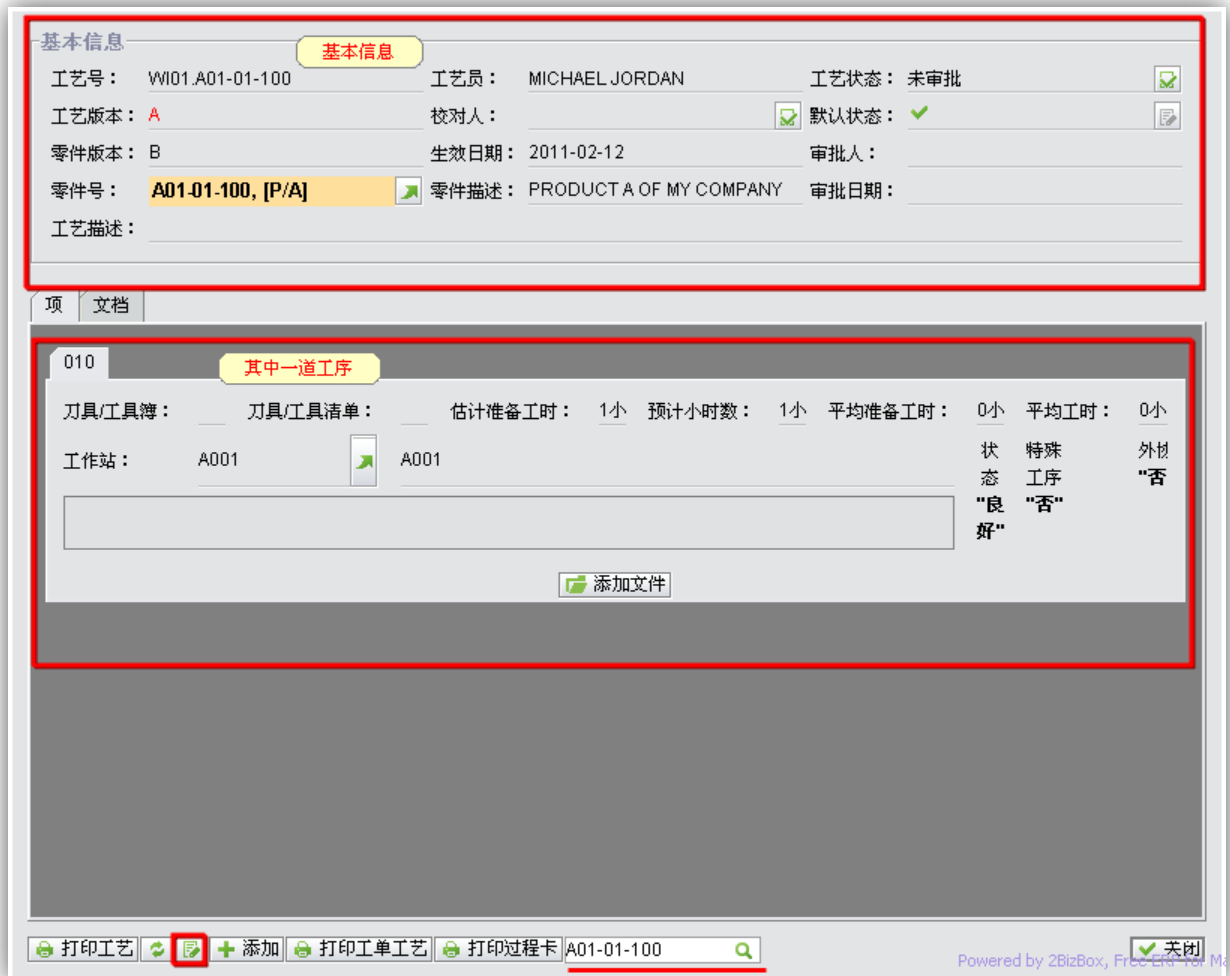 基本信息
基本信息
工艺号： WI01.A01-01-100 工艺员： MICHAEL JORDAN 工艺状态： 未审批
工艺版本： A 校对人： 默认状态：
零件版本： B 生效日期： 2011-02-12 审批人：
零件号： A01-01-100, [P/A] 零件描述： PRODUCT A OF MY COMPANY 审批日期：
工艺描述：
项 文档
010
其中一道工序
刀具/工具簿： 刀具/工具清单： 估计准备工时： 1小 预计小时数： 1小 平均准备工时： 0小 平均工时： 0小
工作站： A001 A001
状态"良好"
特殊工序"否"
"否
添加文件
打印工艺 添加 打印工单工艺 打印过程卡 A01-01-100 关闭
Powered by 2BizBox, Free ERP for Ma